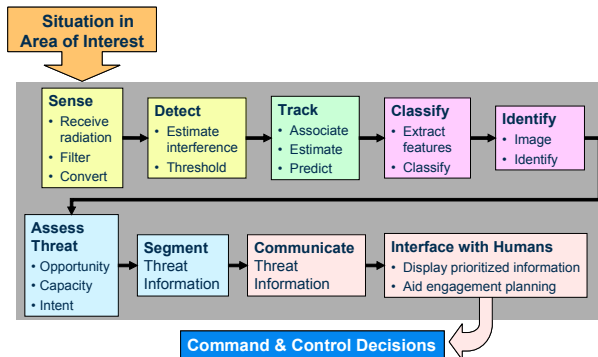 Situation in
Area of Interest
Sense
• Receive
radiation
• Filter
• Convert
Detect
• Estimate
interference
• Threshold
Track
• Associate
• Estimate
• Predict
Classify
• Extract
features
• Classify
Identify
• Image
• Identify
Assess
Threat
• Opportunity
• Capacity
• Intent
Segment
Threat
Information
Communicate
Threat
Information
Interface with Humans
• Display prioritized information
• Aid engagement planning
Command & Control Decisions